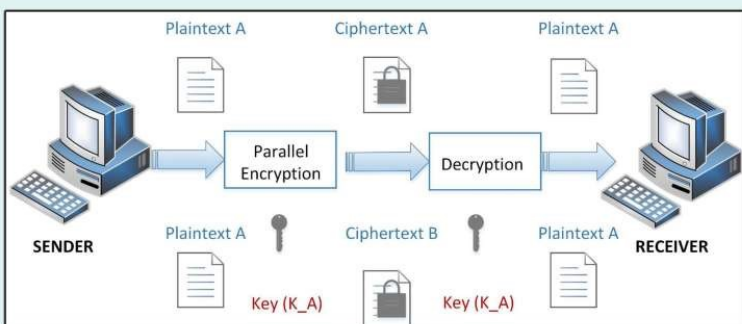 Plaintext A
Ciphertext A
Plaintext A
Parallel
Encryption
Decryption
SENDER
Plaintext A
Ciphertext B
Plaintext A
RECEIVER
Key (K_A)
Key (K_A)